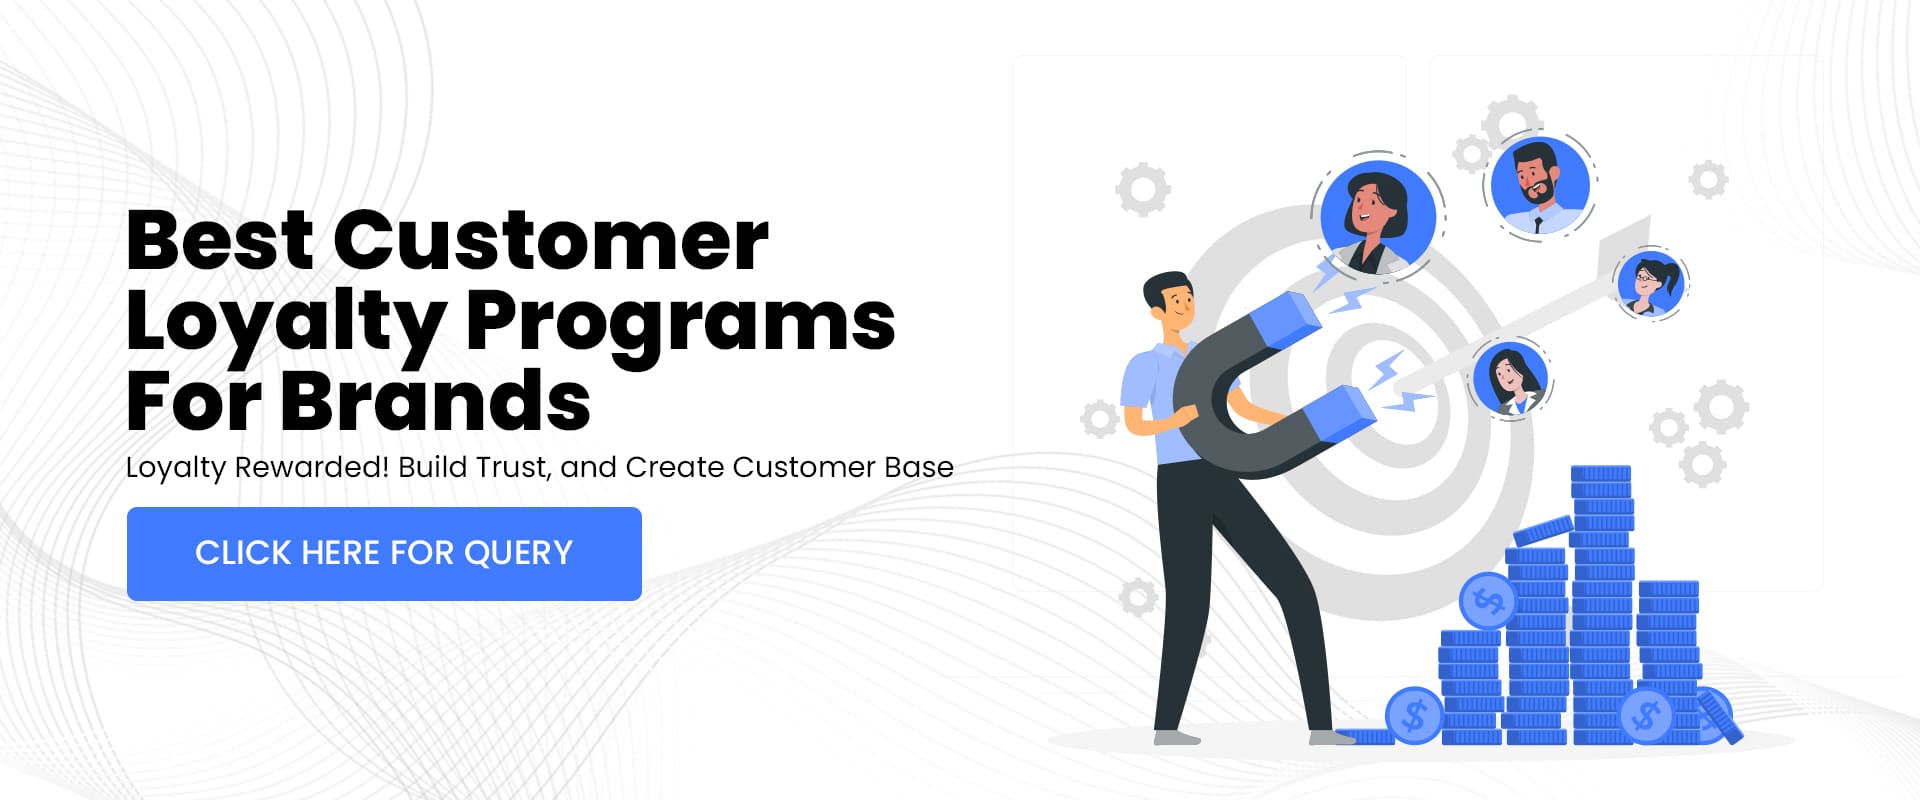 Best Customer
Loyalty Programs
For Brands
Loyalty Rewarded! Build Trust, and Create Customer Base
CLICK HERE FOR QUERY
$
$
$
$